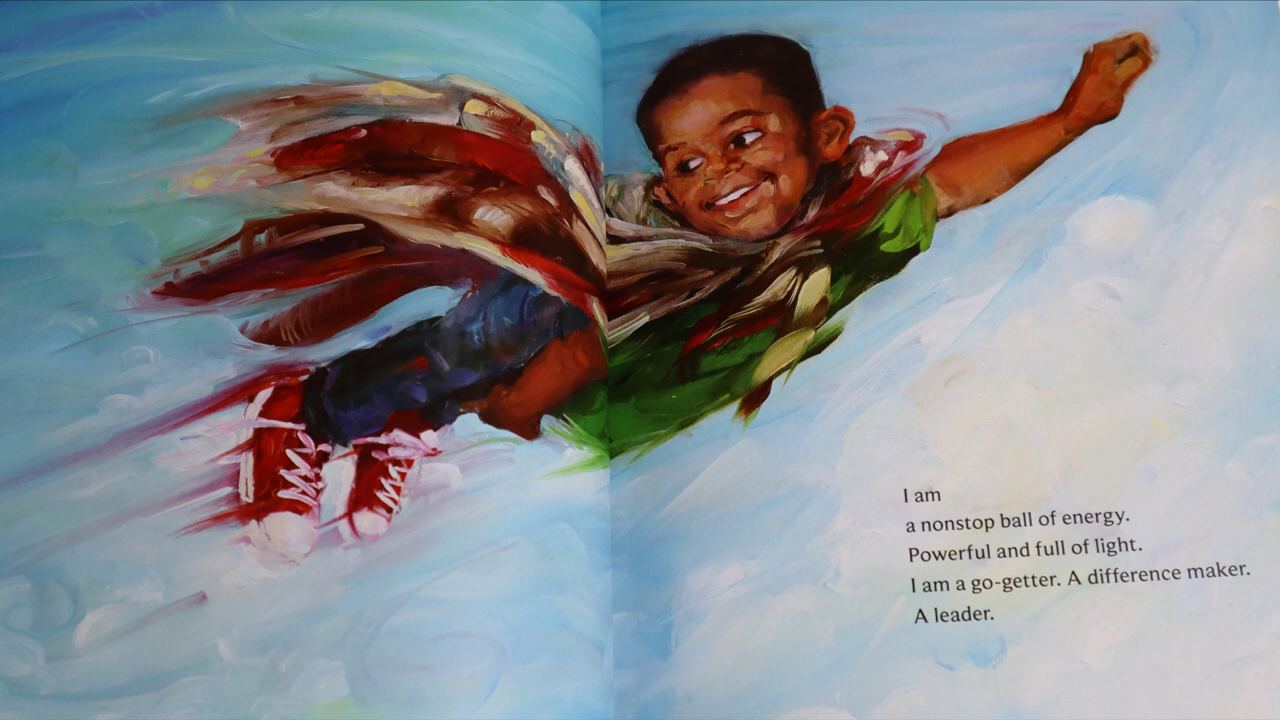 I am
a nonstop ball of energy.
Powerful and full of light.
I am a go-getter. A difference maker.
A leader.